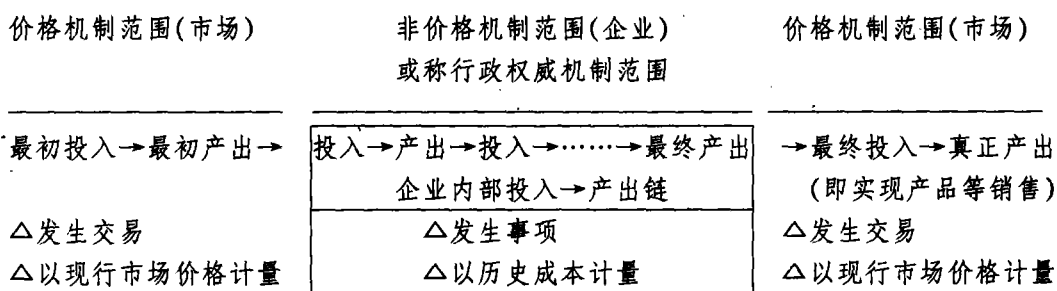 价格机制范围(市场) 非价格机制范围(企业) 价格机制范围(市场)
或称行政权威机制范围
最初投入→最初产出→ 投入→产出→投入→……→最终产出 →最终投入→真正产出
企业内部投入→产出链 (即实现产品等销售)
△发生交易 △发生事项 △发生交易
△以现行市场价格计量 △以历史成本计量 △以现行市场价格计量